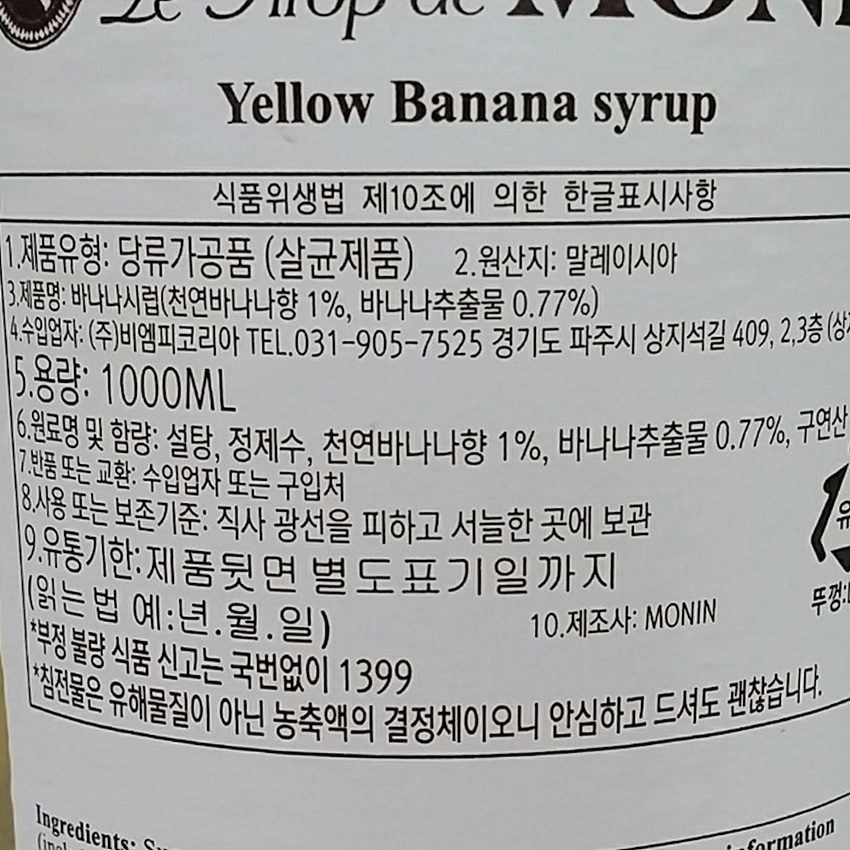 Le Sirop de MONIN
Yellow Banana syrup
식품위생법 제10조에 의한 한글표시사항
1.제품유형: 당류가공품 (살균제품) 2.원산지: 말레이시아
3.제품명: 바나나시럽(천연바나나향 1%, 바나나추출물 0.77%)
4.수입업자: (주)비엠피코리아 TEL.031-905-7525 경기도 파주시 상지석길 409, 2,3층
5.용량: 1000ML
6.원료명 및 함량: 설탕, 정제수, 천연바나나향 1%, 바나나추출물 0.77%, 구연산
7.반품 또는 교환: 수입업자 또는 구입처
8.사용 또는 보존기준: 직사 광선을 피하고 서늘한 곳에 보관
9.유통기한:제품뒷면 별도표기일까지
(읽는법 예:년.월.일) 10.제조사: MONIN
뚜껑:
*부정 불량 식품 신고는 국번없이 1399
*침전물은 유해물질이 아닌 농축액의 결정체이오니 안심하고 드셔도 괜찮습니다.
Ingredients:
information